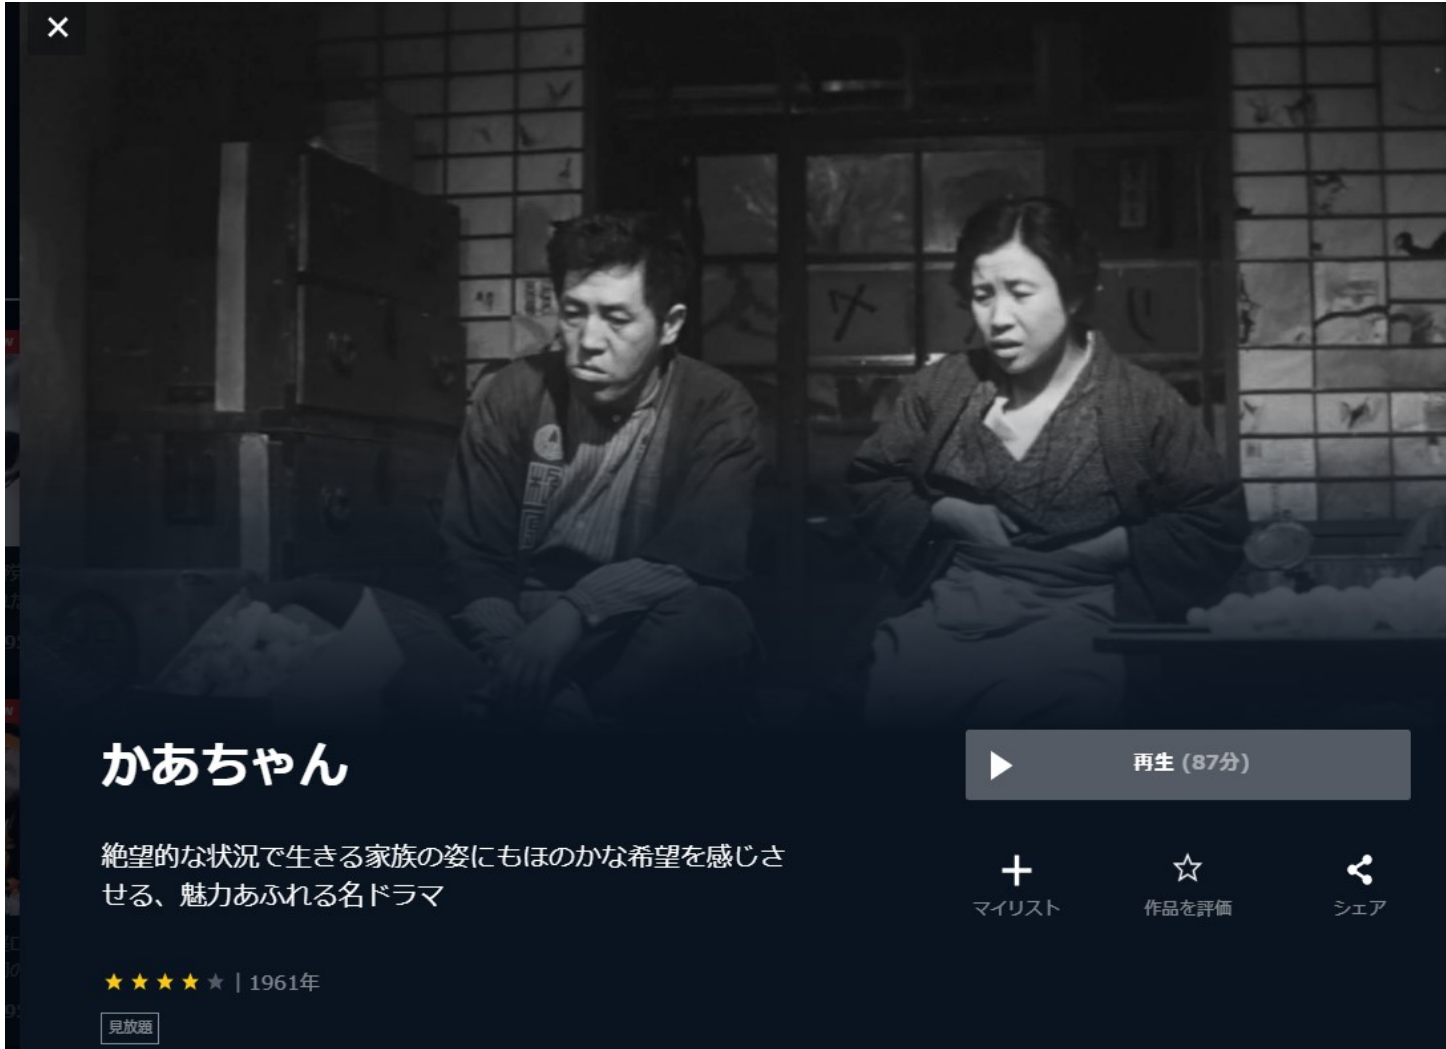 かあちゃん
再生 (87分)
絶望的な状況で生きる家族の姿にもほのかな希望を感じさ
せる、魅力あふれる名ドラマ
マイリスト
作品を評価
シェア
| 1961年
見放題